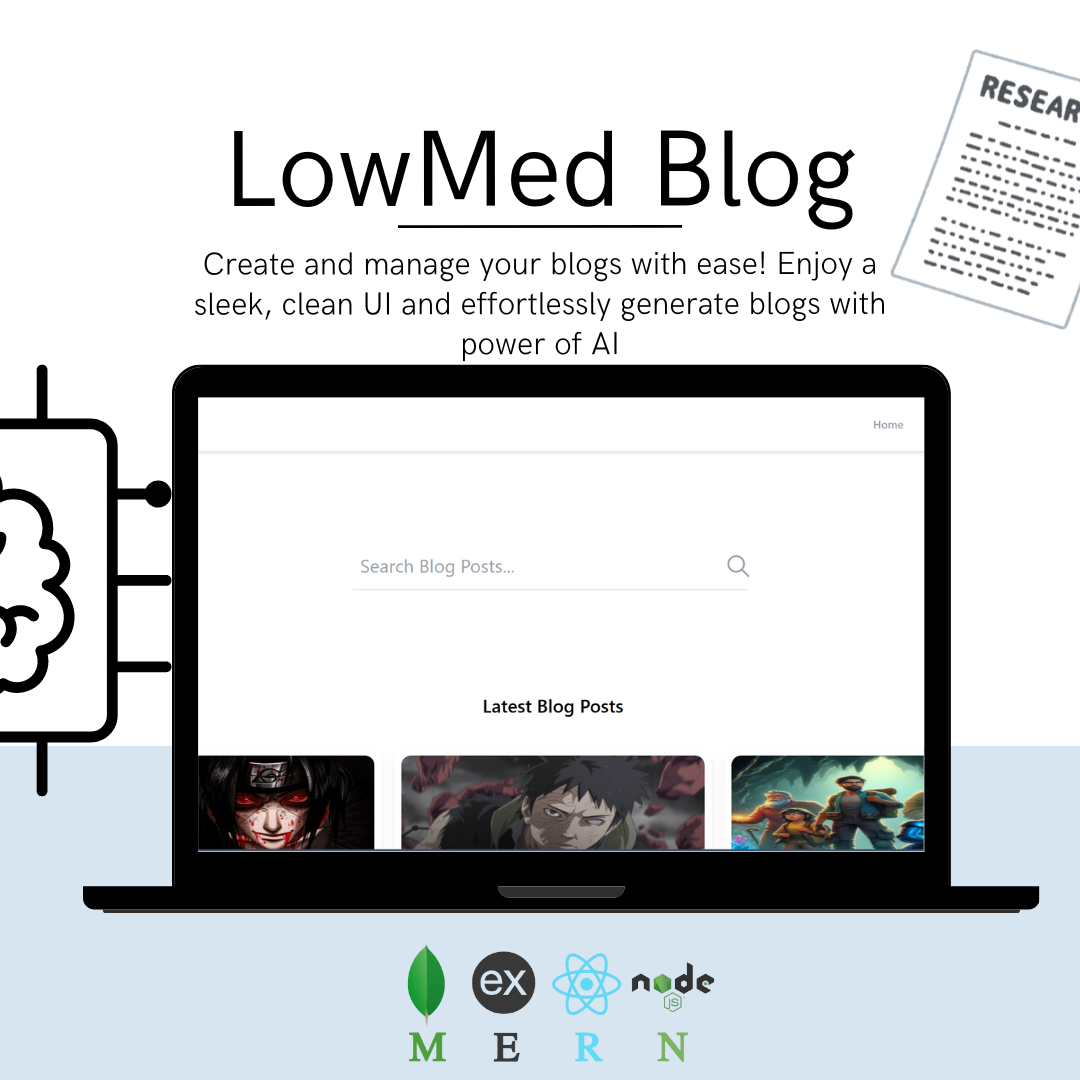 RESEAR
LowMed Blog
Create and manage your blogs with ease! Enjoy a
sleek, clean UI and effortlessly generate blogs with
power of AI
Home
Search Blog Posts...
Latest Blog Posts
ex
node
JS
M E R N